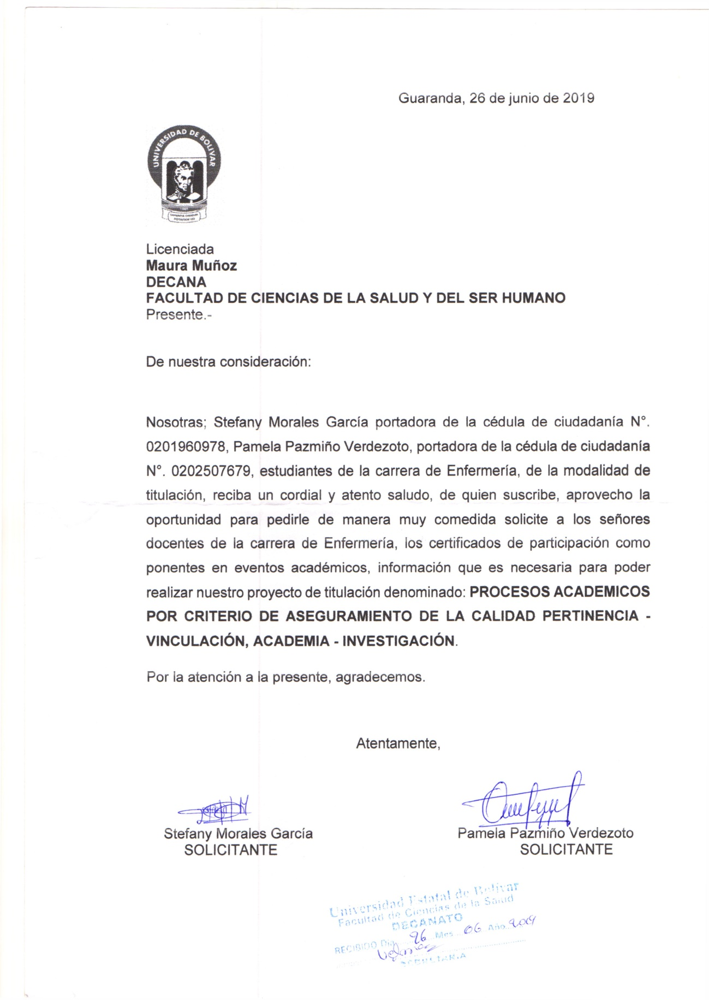 Guaranda, 26 de junio de 2019
UNIVERSIDAD DE BOLIVAR
Licenciada
Maura Muñoz
DECANA
FACULTAD DE CIENCIAS DE LA SALUD Y DEL SER HUMANO
Presente.-
De nuestra consideración:
Nosotras; Stefany Morales García portadora de la cédula de ciudadanía N°.
0201960978, Pamela Pazmiño Verdezoto, portadora de la cédula de ciudadanía
N°. 0202507679, estudiantes de la carrera de Enfermería, de la modalidad de
titulación, reciba un cordial y atento saludo, de quien suscribe, aprovecho la
oportunidad para pedirle de manera muy comedida solicite a los señores
docentes de la carrera de Enfermería, los certificados de participación como
ponentes en eventos académicos, información que es necesaria para poder
realizar nuestro proyecto de titulación denominado: PROCESOS ACADEMICOS
POR CRITERIO DE ASEGURAMIENTO DE LA CALIDAD PERTINENCIA -
VINCULACIÓN, ACADEMIA - INVESTIGACIÓN.
Por la atención a la presente, agradecemos.
Atentamente,
Stefany Morales García
SOLICITANTE
Pamela Pazmiño Verdezoto
SOLICITANTE
Universidad Estatal de Bolivar
Facultad de Ciencias de la Salud
DECANATO
RECIBIDO Dia 26 Mes 06 Año 2019
SECRETARIA